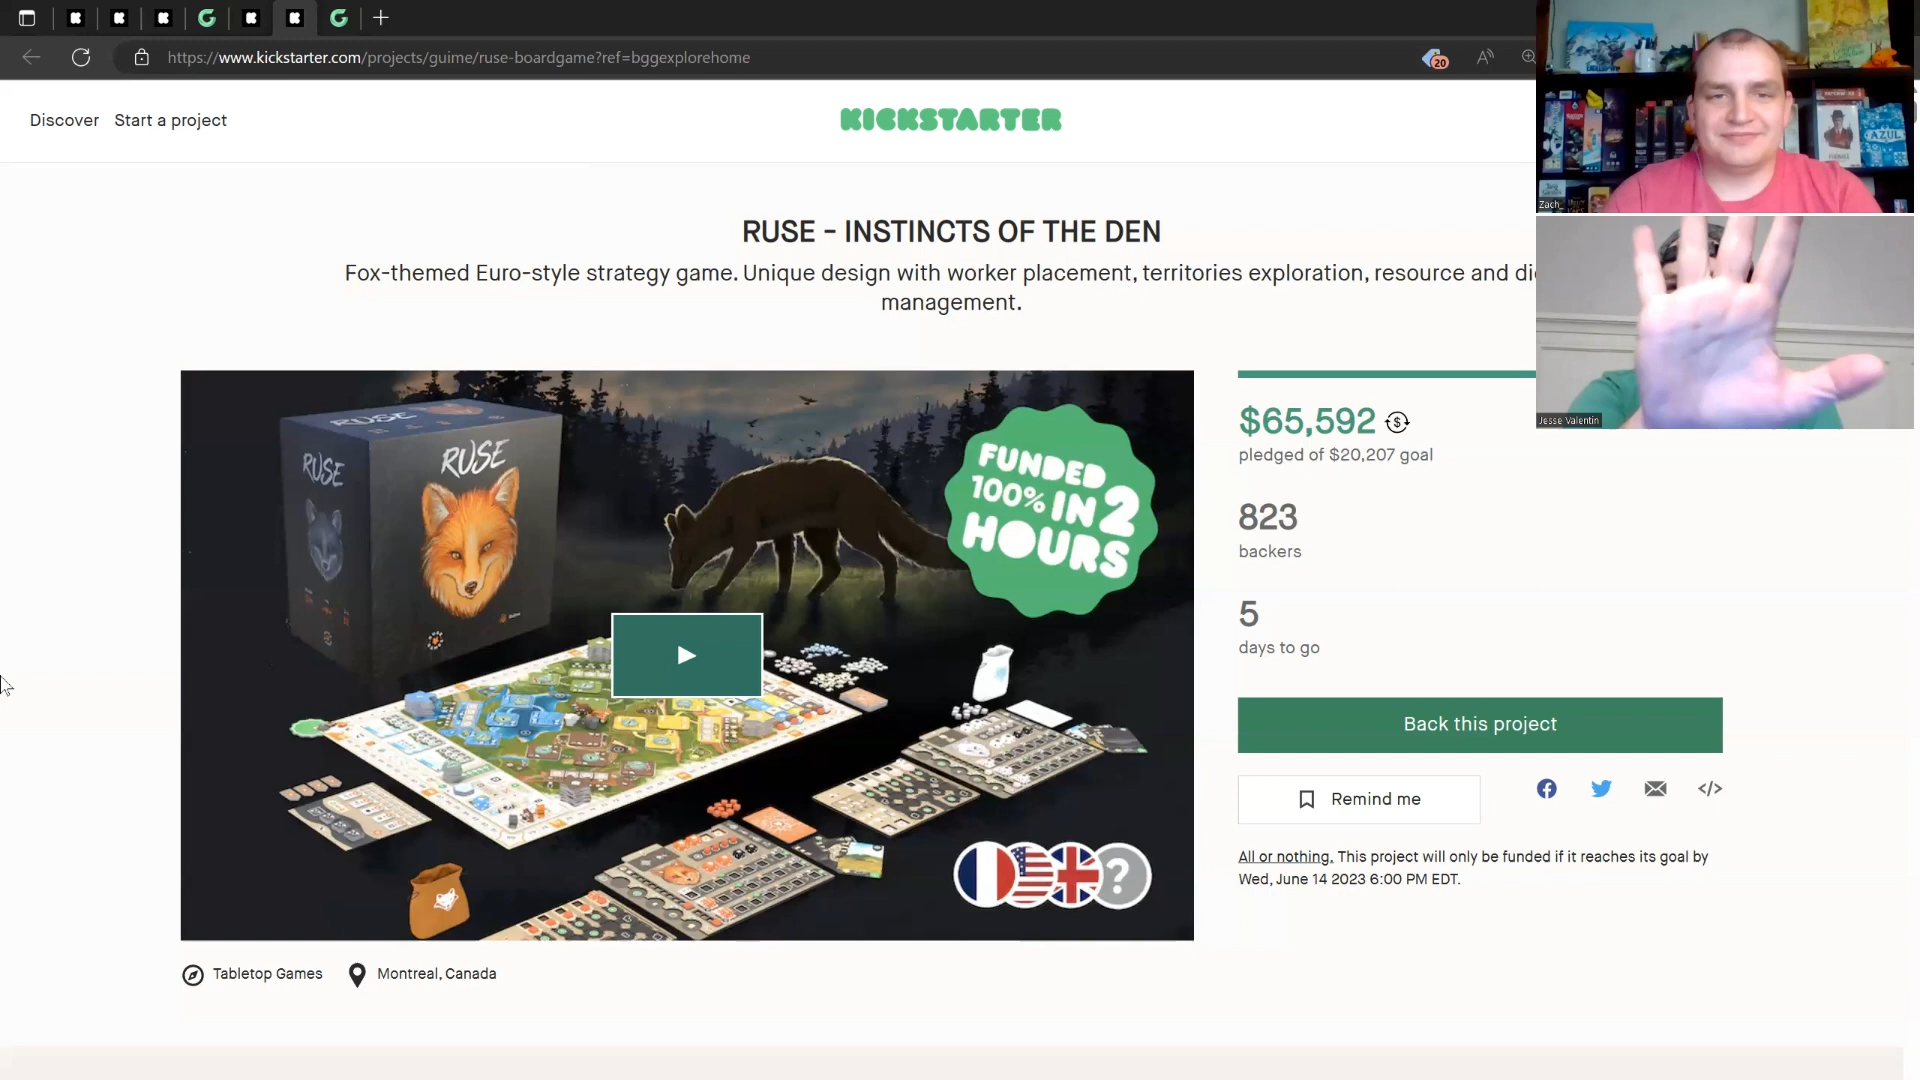 https://www.kickstarter.com/projects/guime/ruse-boardgame?ref=bggexplorehome
20
Discover Start a project
KICKSTARTER
RUSE - INSTINCTS OF THE DEN
Fox-themed Euro-style strategy game. Unique design with worker placement, territories exploration, resource and
management.
RUSE
RUSE
RUSE
FUNDED
100% IN 2
HOURS
?
$65,592
pledged of $20,207 goal
823
backers
5
days to go
Back this project
Remind me
All or nothing. This project will only be funded if it reaches its goal by
Wed, June 14 2023 6:00 PM EDT.
Tabletop Games Montreal, Canada
AZUL
Zach_
Jesse Valentin